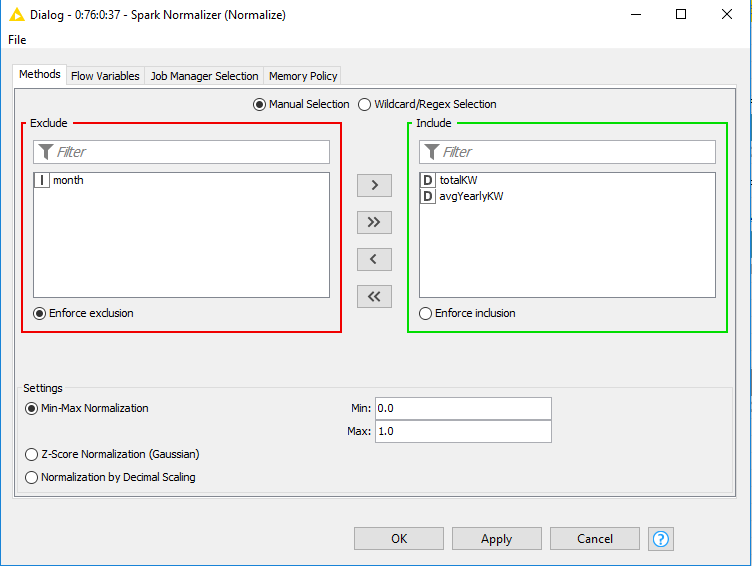 Dialog - 0:76:0:37 - Spark Normalizer (Normalize)
File
Methods Flow Variables Job Manager Selection Memory Policy
Manual Selection Wildcard/Regex Selection
Exclude Include
Filter Filter
I month D totalKW
D avgYearlyKW
>
>>
<
<<
Enforce exclusion Enforce inclusion
Settings
Min-Max Normalization Min: 0.0
Max: 1.0
Z-Score Normalization (Gaussian)
Normalization by Decimal Scaling
OK Apply Cancel ?